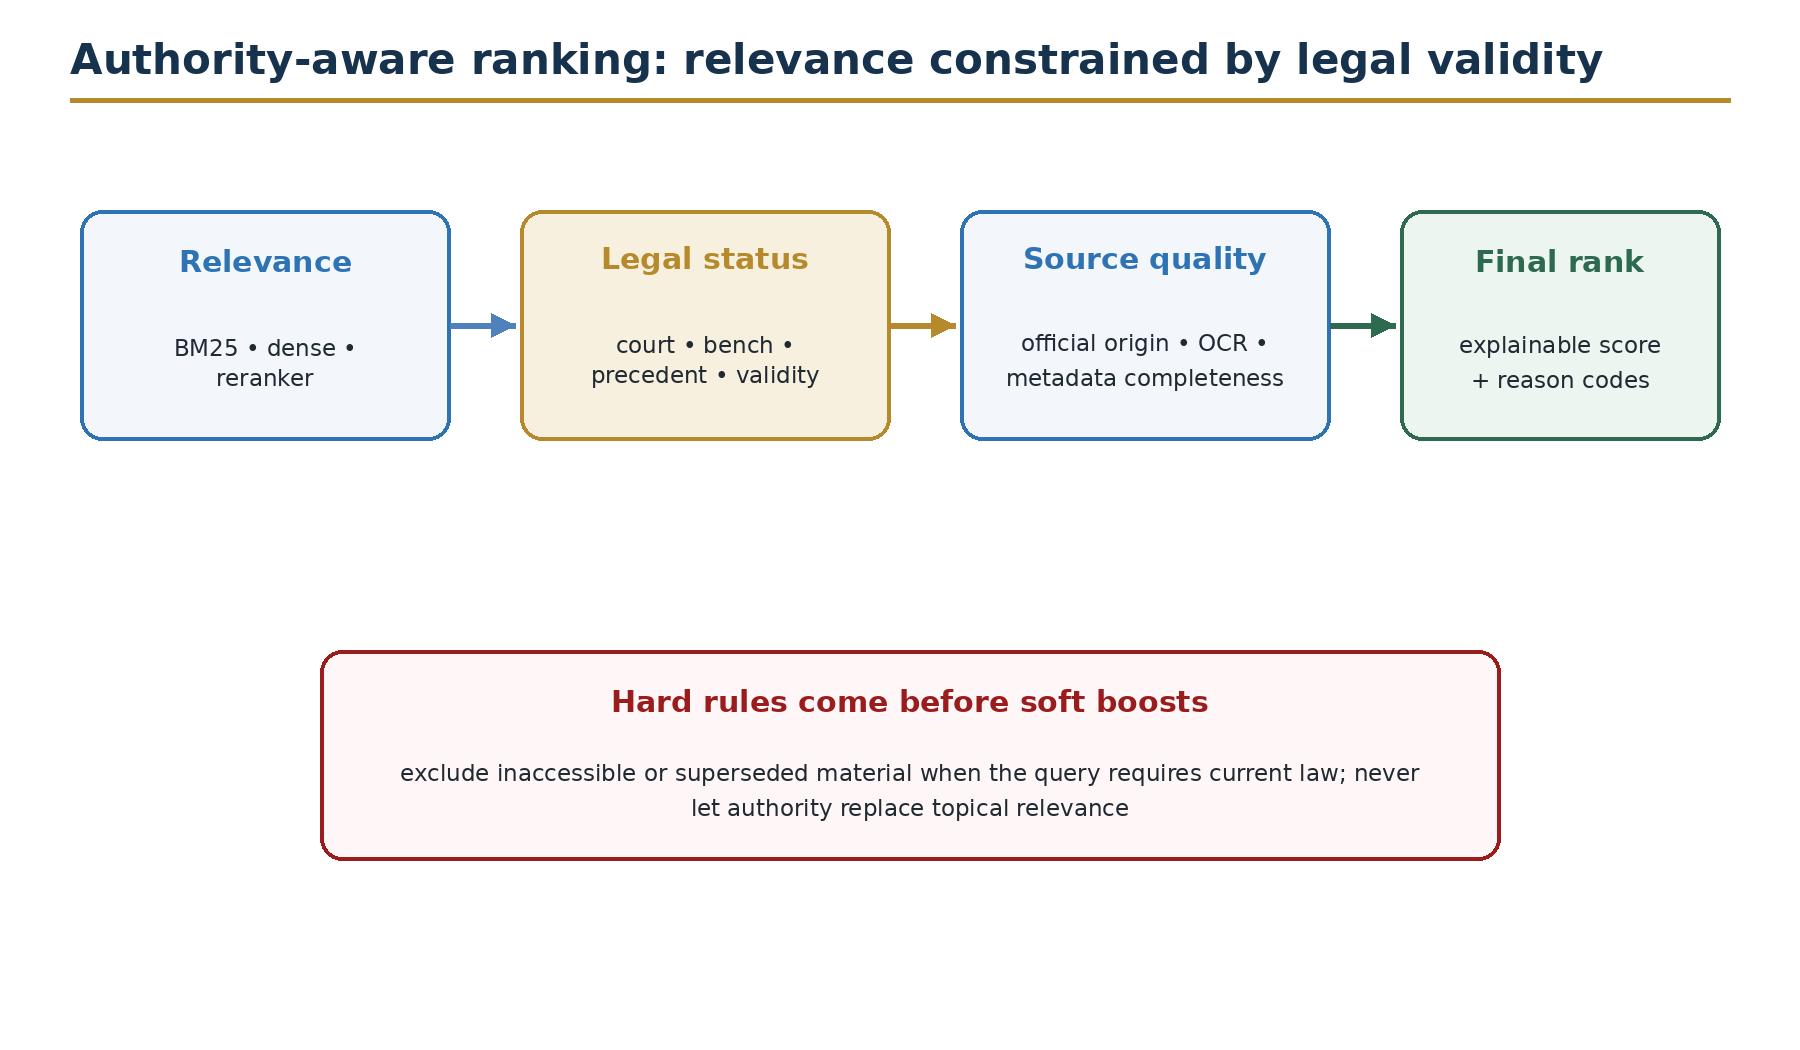 Authority-aware ranking: relevance constrained by legal validity
Relevance
BM25 • dense •
reranker
Legal status
court • bench •
precedent • validity
Source quality
official origin • OCR •
metadata completeness
Final rank
explainable score
+ reason codes
Hard rules come before soft boosts
exclude inaccessible or superseded material when the query requires current law; never
let authority replace topical relevance